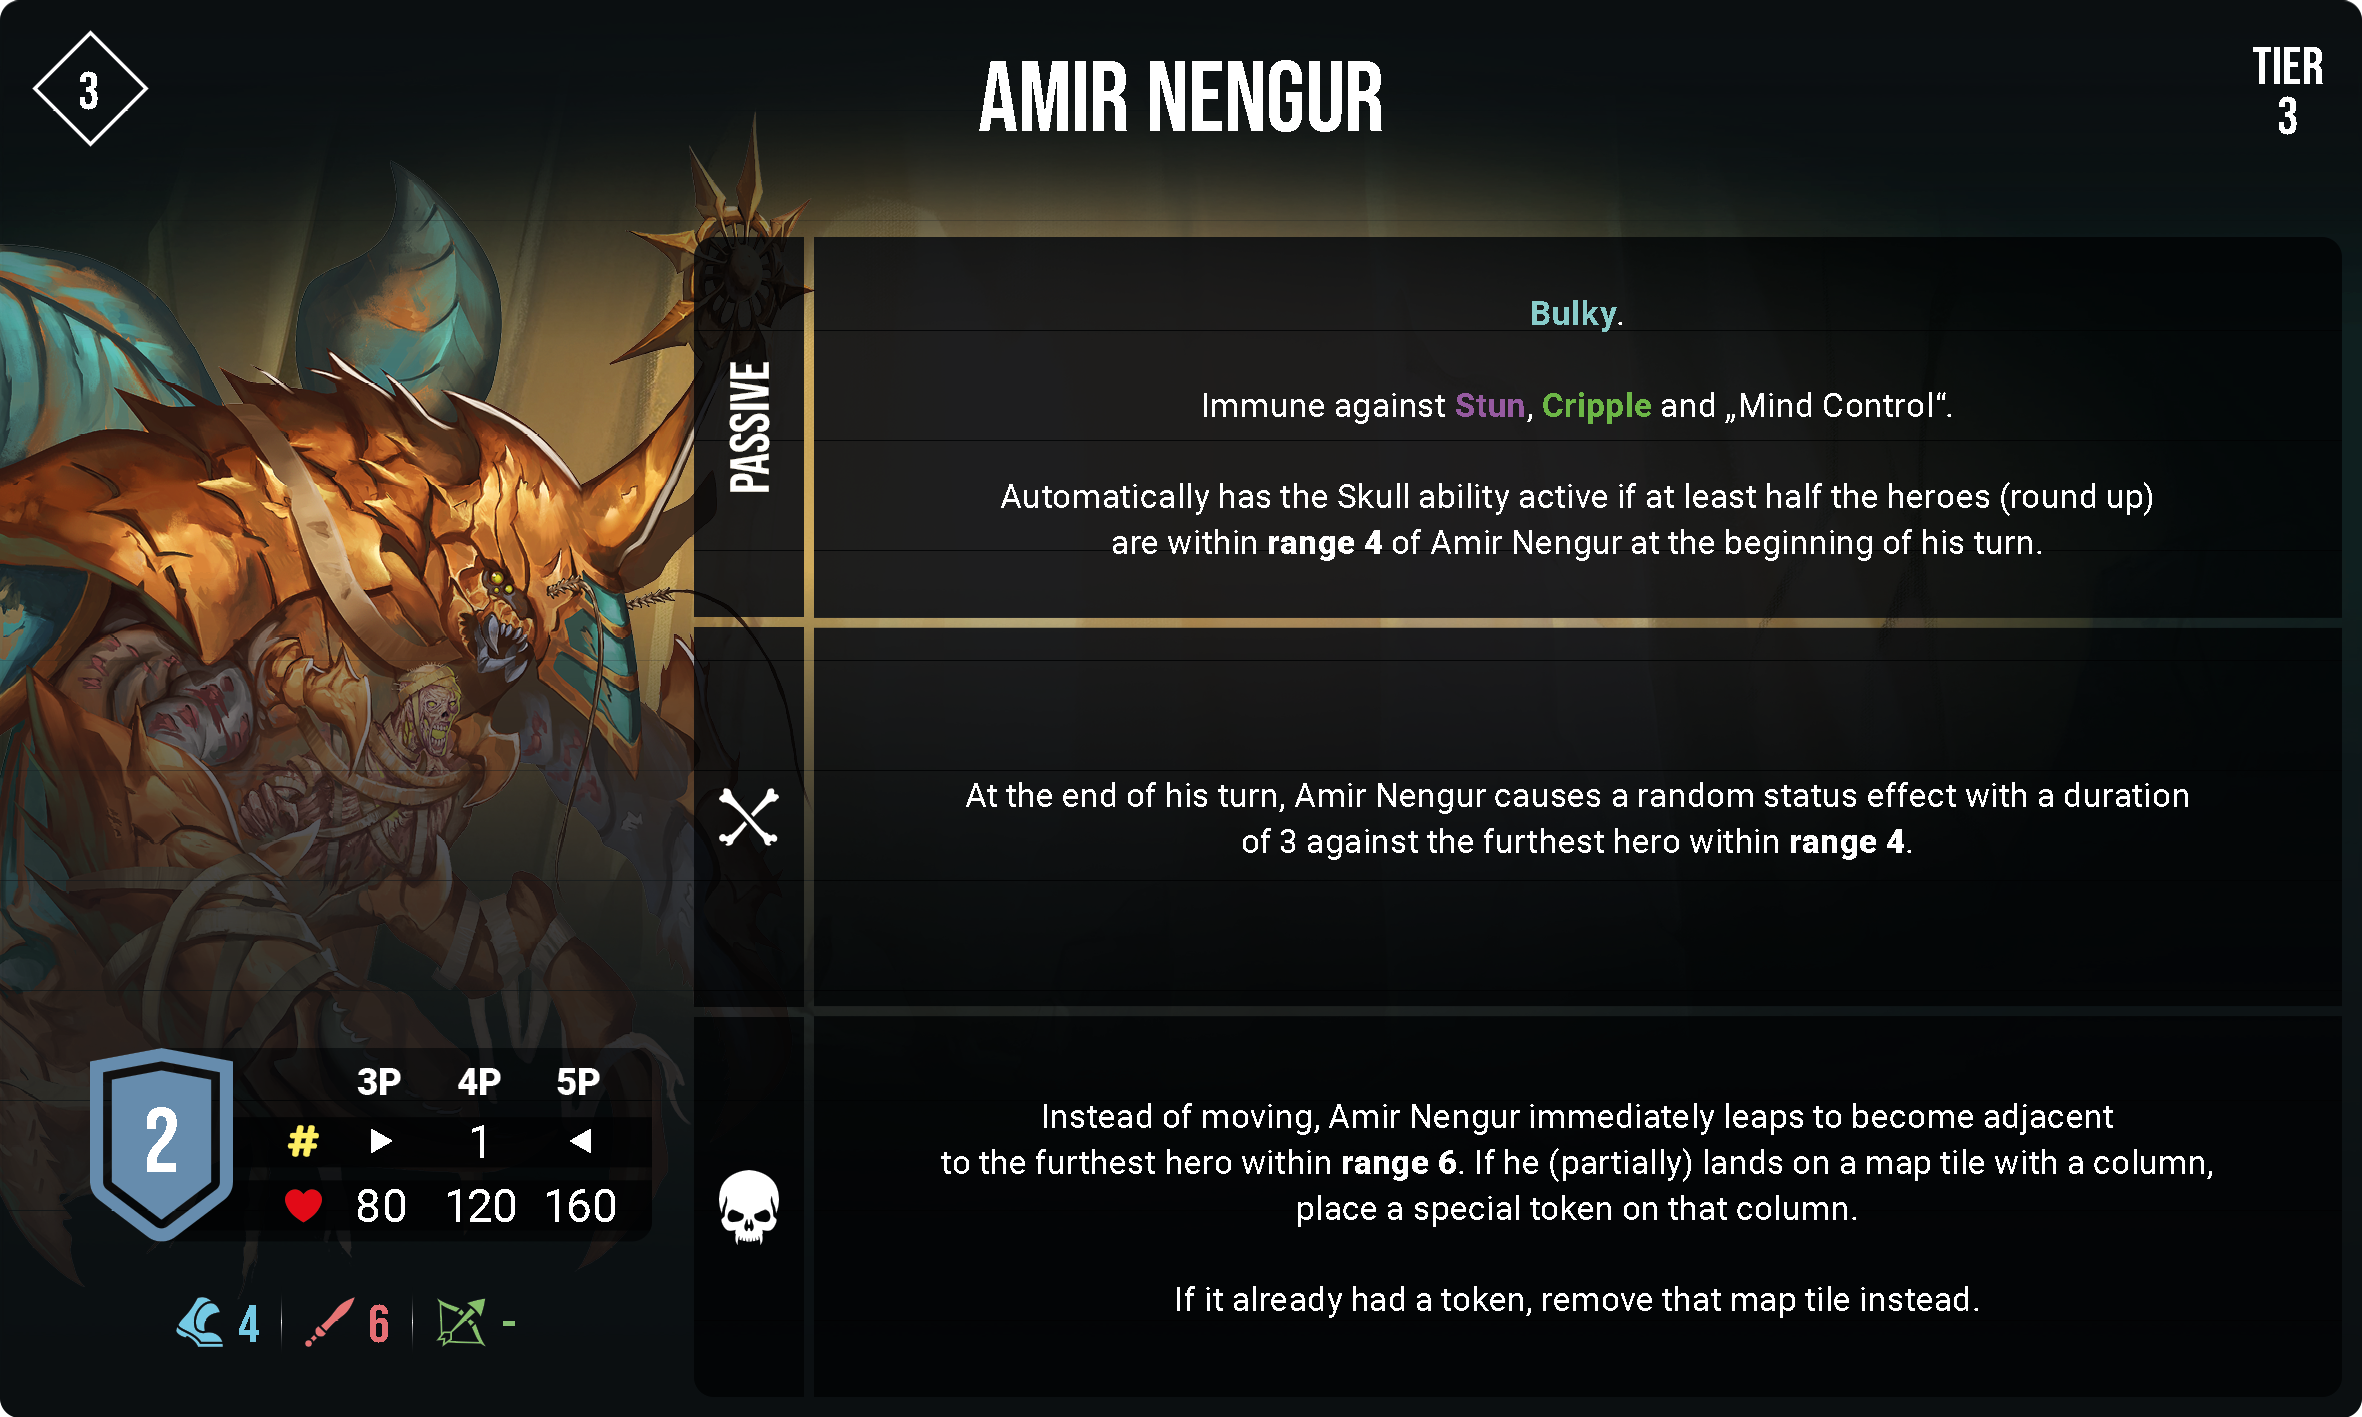 3
AMIR NENGUR
TIER
3
PASSIVE
Bulky.
Immune against Stun, Cripple and „Mind Control“.
Automatically has the Skull ability active if at least half the heroes (round up)
are within range 4 of Amir Nengur at the beginning of his turn.
At the end of his turn, Amir Nengur causes a random status effect with a duration
of 3 against the furthest hero within range 4.
Instead of moving, Amir Nengur immediately leaps to become adjacent
to the furthest hero within range 6. If he (partially) lands on a map tile with a column,
place a special token on that column.
If it already had a token, remove that map tile instead.
2
3P 4P 5P
# ▶ 1 ◀
80 120 160
4 6 -